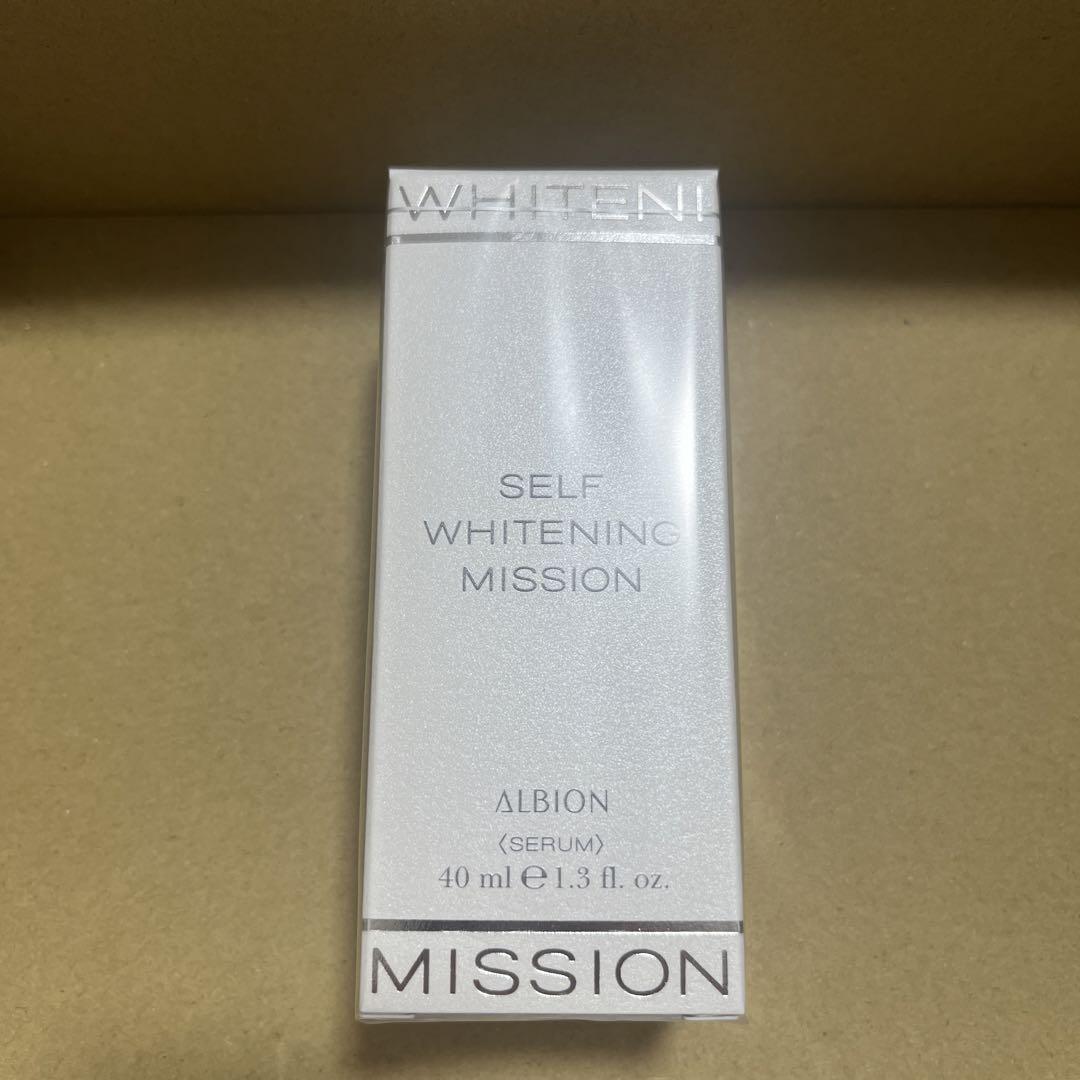 WHITENI
SELF
WHITENING
MISSION
ALBION
〈SERUM〉
40 ml ℮ 1.3 fl. oz.
MISSION